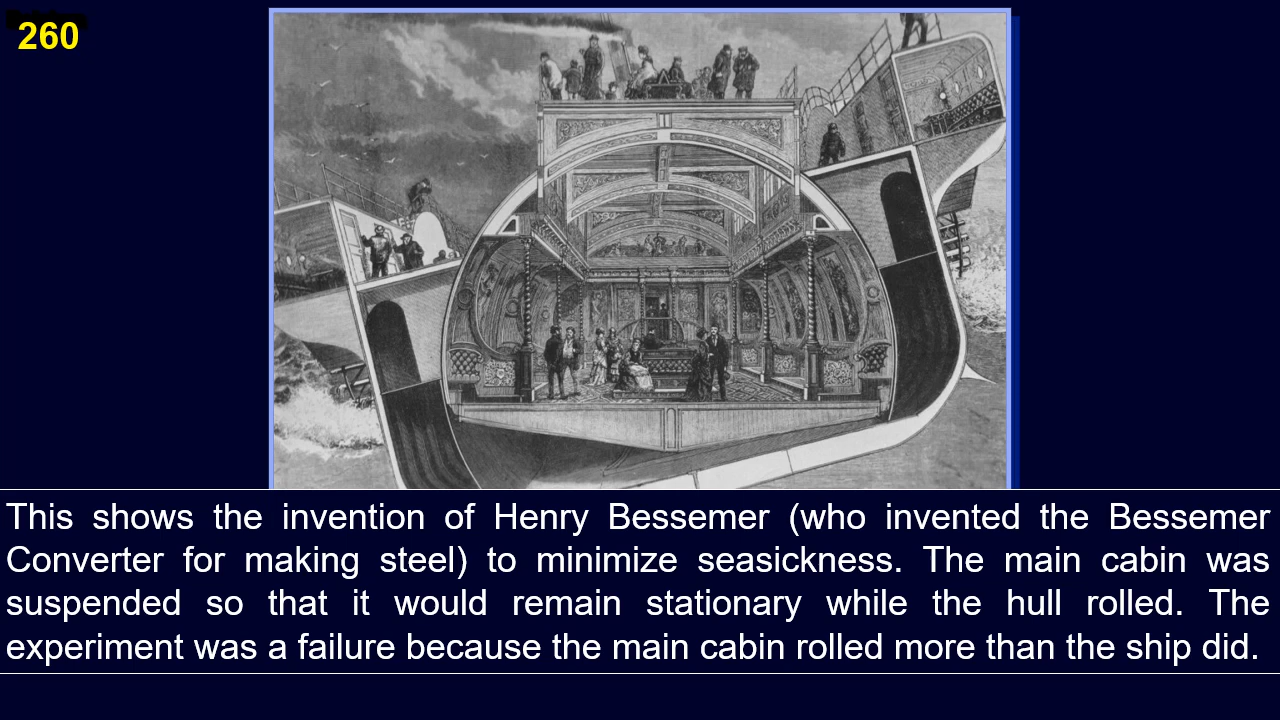 260
This shows the invention of Henry Bessemer (who invented the Bessemer
Converter for making steel) to minimize seasickness. The main cabin was
suspended so that it would remain stationary while the hull rolled. The
experiment was a failure because the main cabin rolled more than the ship did.